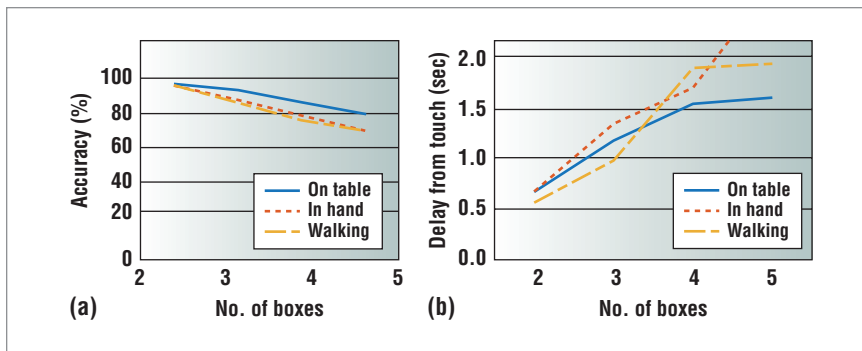 Accuracy (%)
100
80
60
40
20
0
2
3
4
5
On table
In hand
Walking
(a)
No. of boxes
Delay from touch (sec)
2.0
1.5
1.0
0.5
0.0
2
3
4
5
On table
In hand
Walking
(b)
No. of boxes